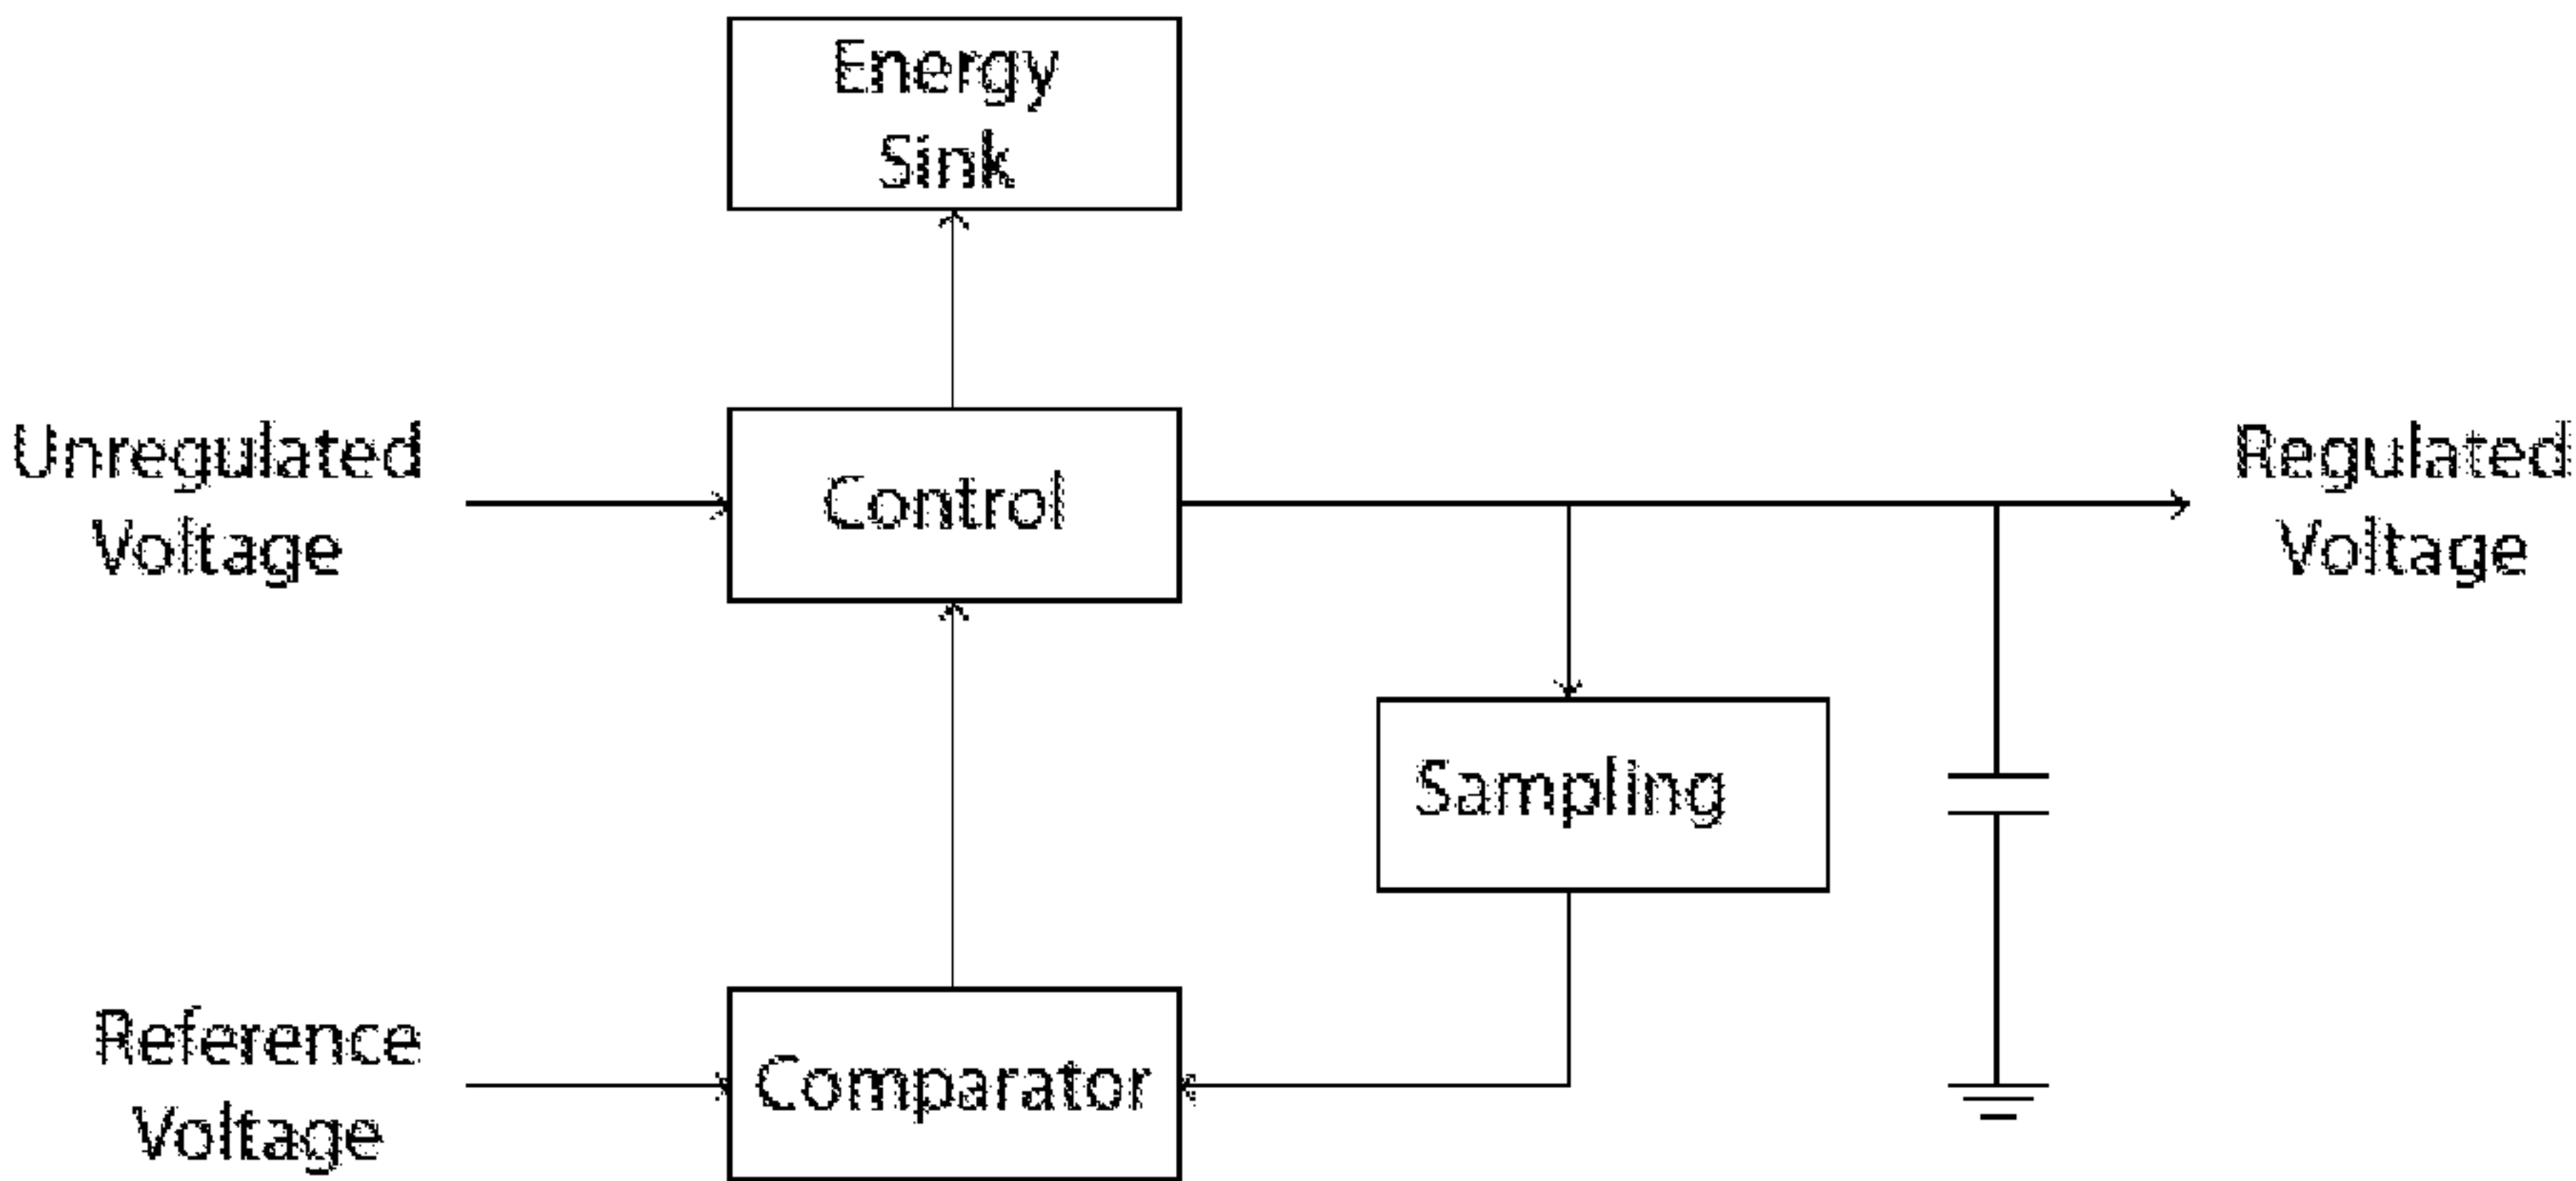 Energy
Sink
Unregulated
Voltage
Control
Regulated
Voltage
Sampling
Reference
Voltage
Comparator